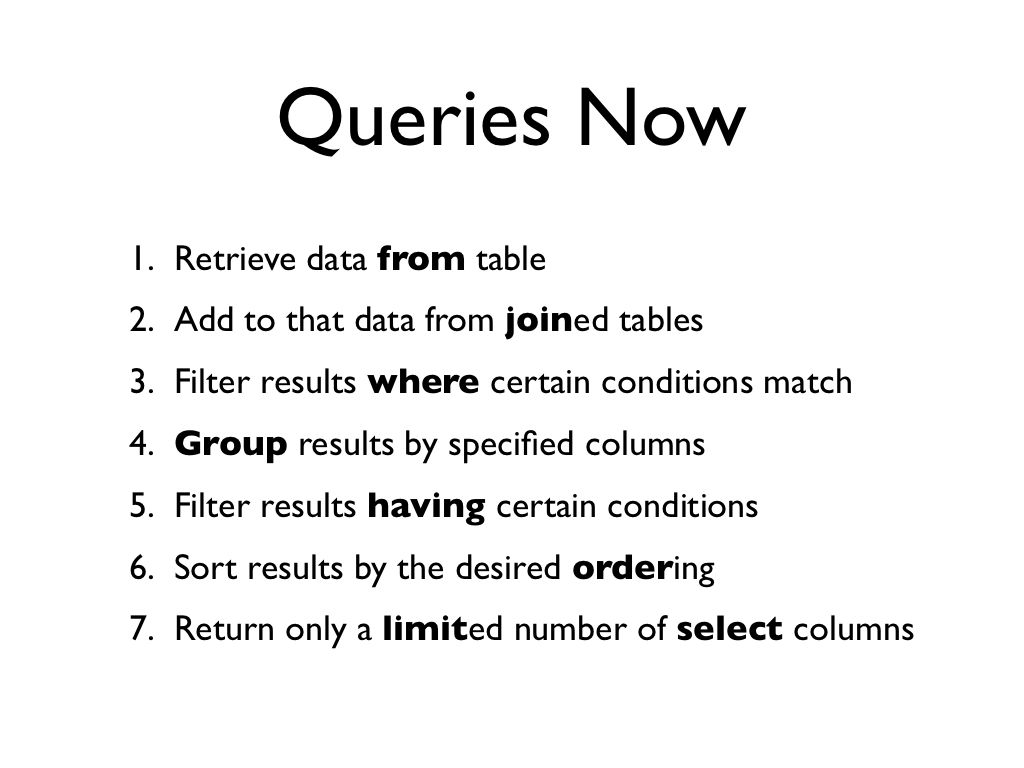 Queries Now
1. Retrieve data from table
2. Add to that data from joined tables
3. Filter results where certain conditions match
4. Group results by specified columns
5. Filter results having certain conditions
6. Sort results by the desired ordering
7. Return only a limited number of select columns